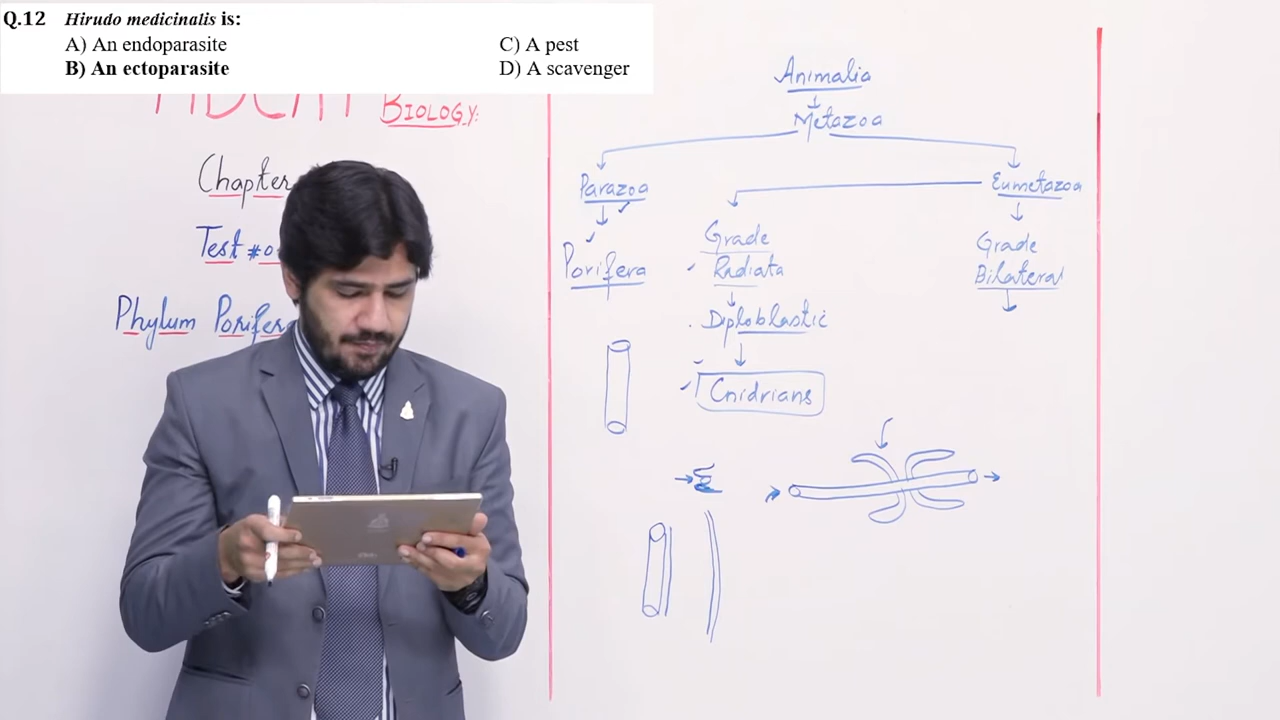 Q.12 Hirudo medicinalis is:
A) An endoparasite
C) A pest
B) An ectoparasite
D) A scavenger
BIOLOGY:
Chapter
Test #0
Phylum Porifera
Animalia
Metazoa
Parazoa
Eumetazoa
Porifera
Grade
Radiata
Diploblastic
Cnidrians
Grade
Bilateral